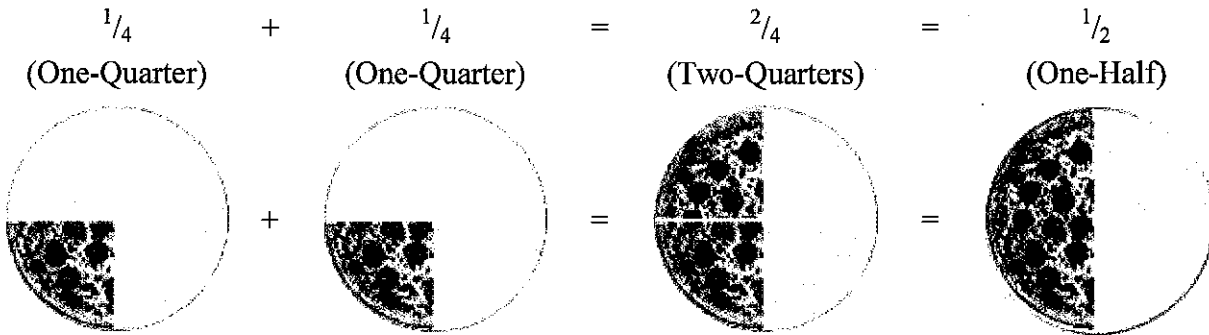 1/4 + 1/4 = 2/4 = 1/2
(One-Quarter) (One-Quarter) (Two-Quarters) (One-Half)
+ = =